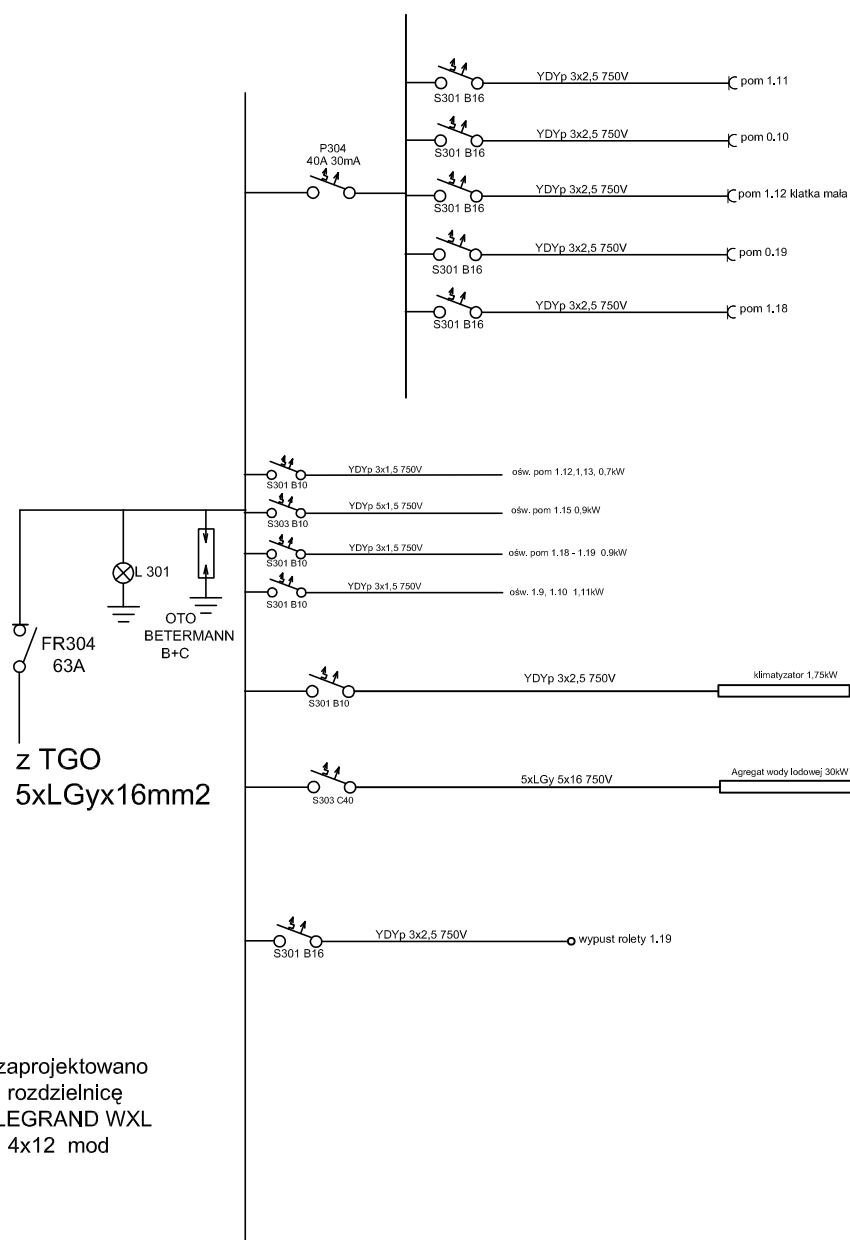 YDYp 3x2,5 750V
pom 1.11
S301 B16
P304
40A 30mA
YDYp 3x2,5 750V
pom 0.10
S301 B16
YDYp 3x2,5 750V
pom 1.12 klatka mała
S301 B16
YDYp 3x2,5 750V
pom 0.19
S301 B16
YDYp 3x2,5 750V
pom 1.18
S301 B16
YDYp 3x1,5 750V
ośw. pom 1.12,1,13, 0,7kW
S301 B10
YDYp 5x1,5 750V
ośw. pom 1.15 0,9kW
S303 B10
YDYp 3x1,5 750V
ośw. pom 1.18 - 1.19 0.9kW
S301 B10
YDYp 3x1,5 750V
ośw. 1.9, 1.10 1,11kW
S301 B10
L 301
OTO
BETERMANN
B+C
FR304
63A
z TGO
5xLGyx16mm2
YDYp 3x2,5 750V
klimatyzator 1,75kW
S301 B10
5xLGy 5x16 750V
Agregat wody lodowej 30kW
S303 C40
YDYp 3x2,5 750V
wypust rolety 1.19
S301 B16
zaprojektowano
rozdzielnicę
LEGRAND WXL
4x12 mod